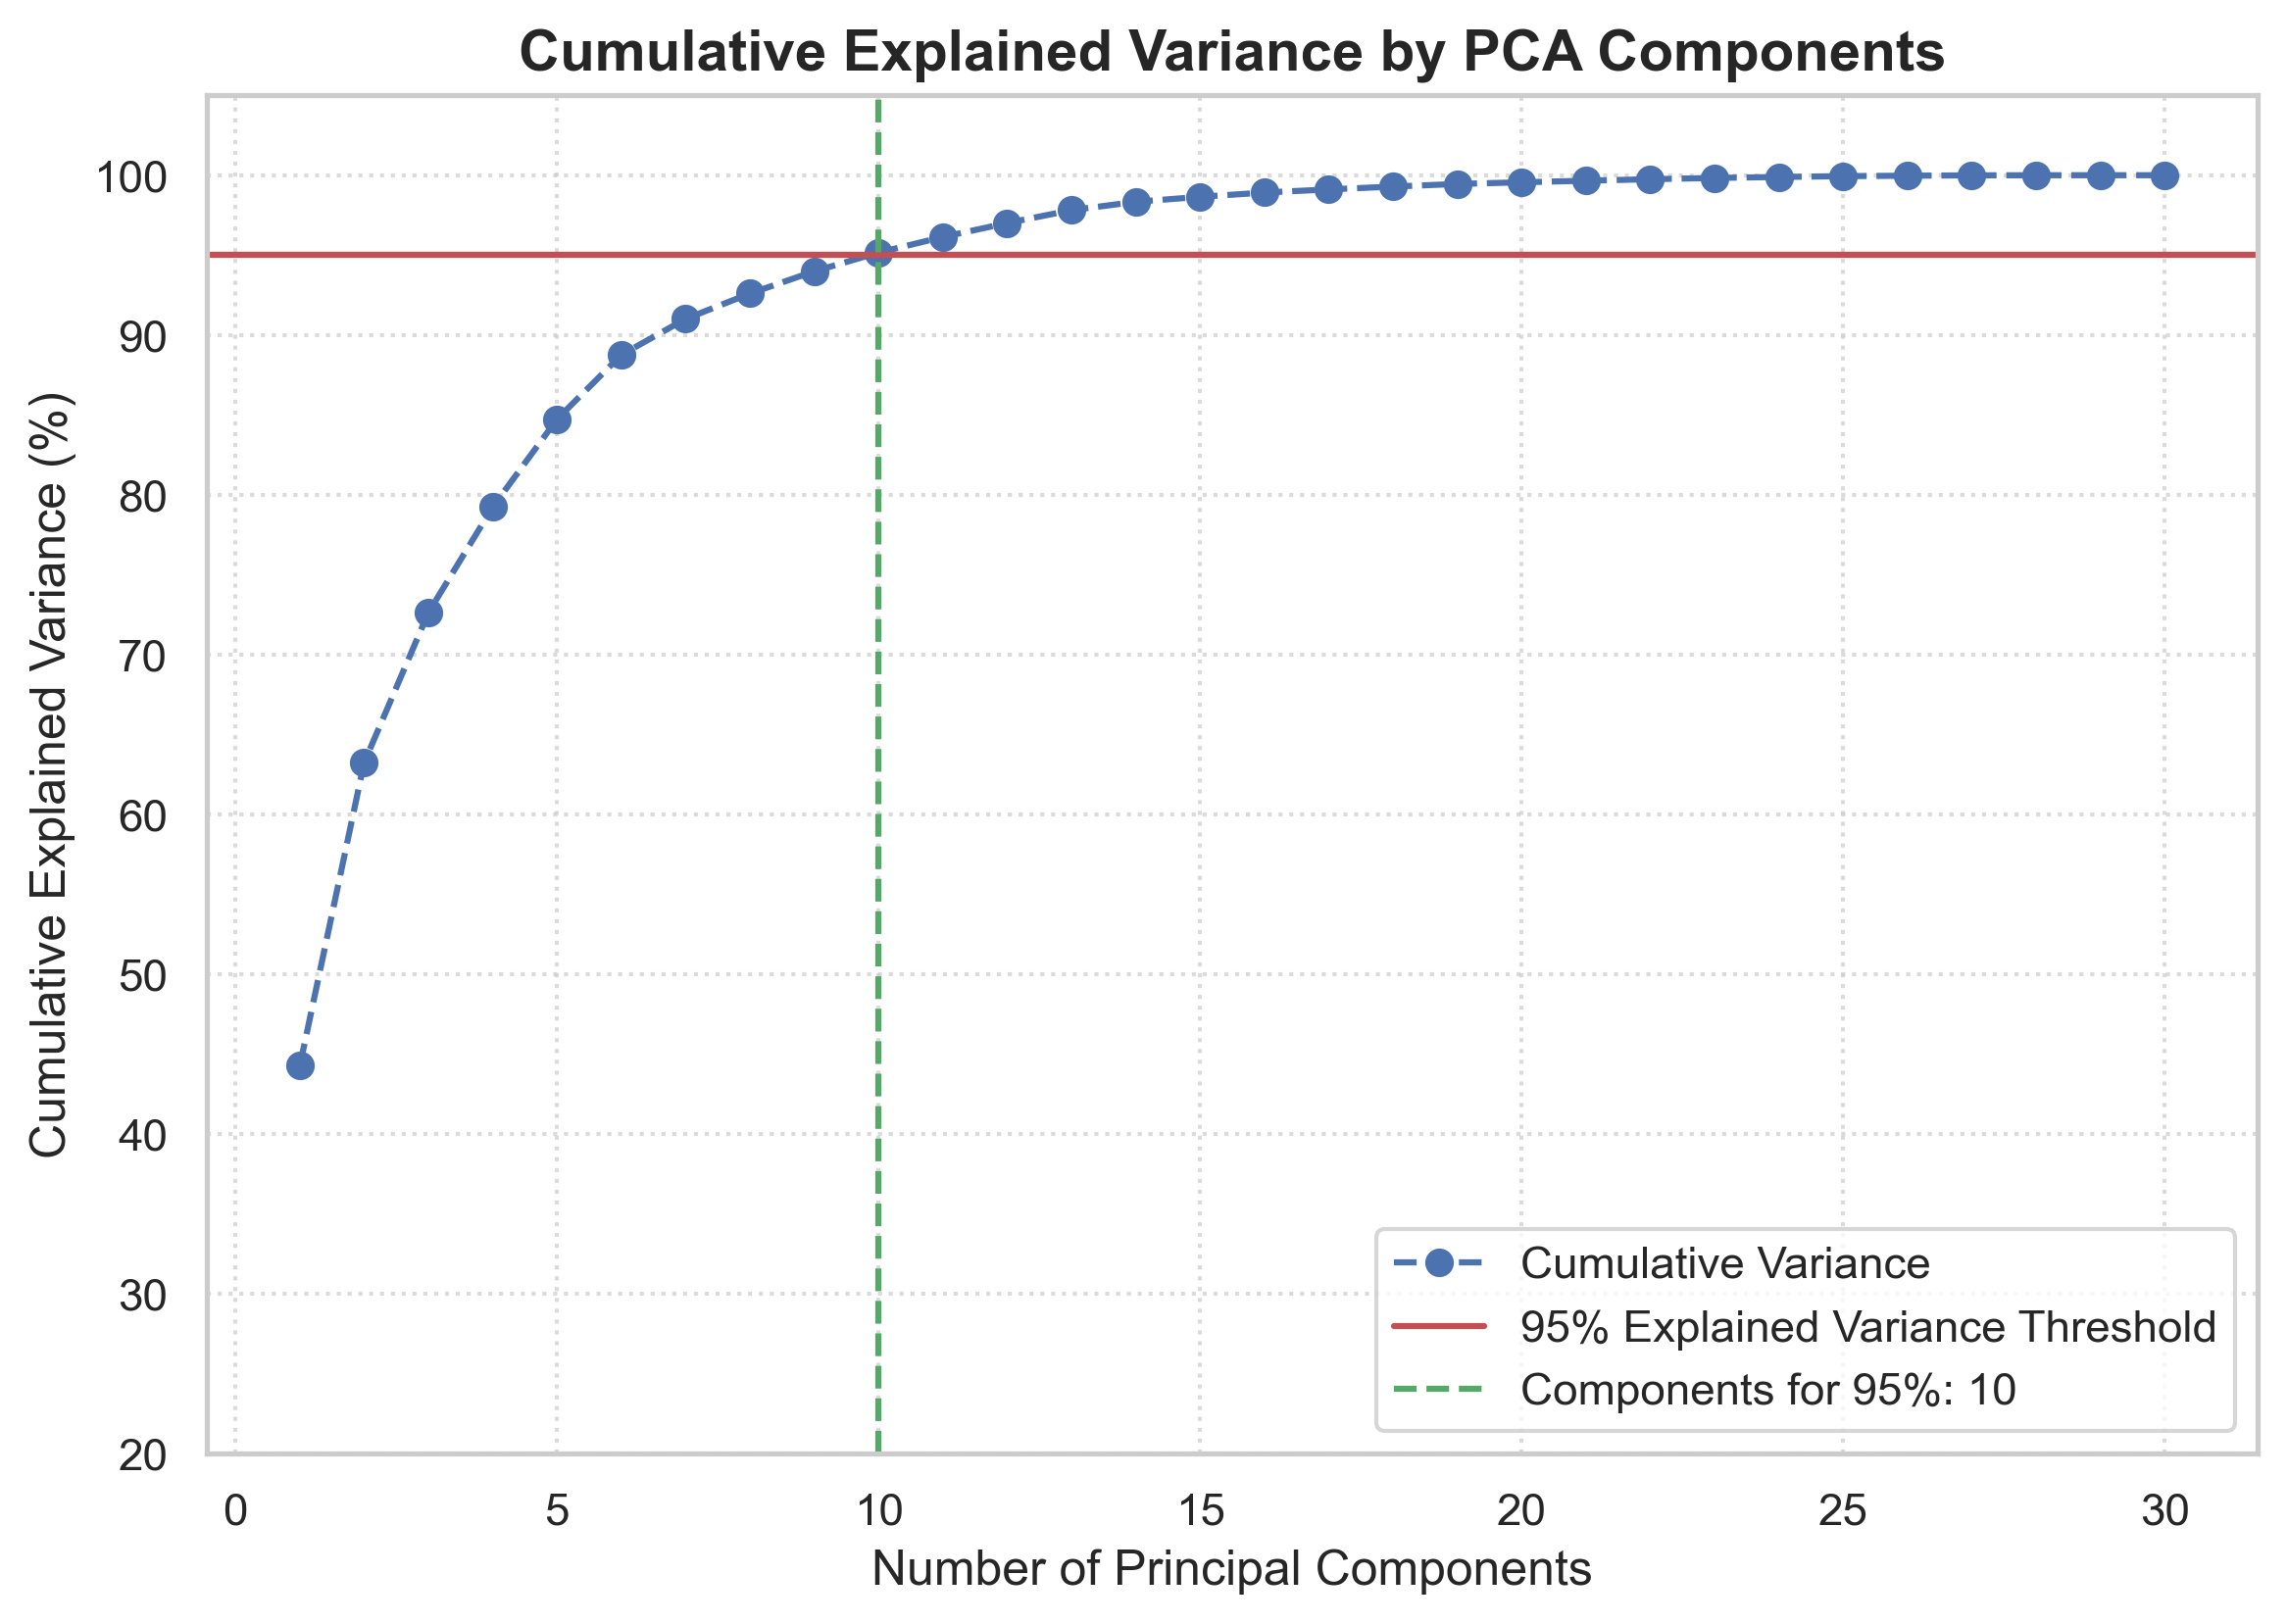 Cumulative Explained Variance by PCA Components
Cumulative Explained Variance (%)
100
90
80
70
60
50
40
30
20
0 5 10 15 20 25 30
Number of Principal Components
Cumulative Variance
95% Explained Variance Threshold
Components for 95%: 10